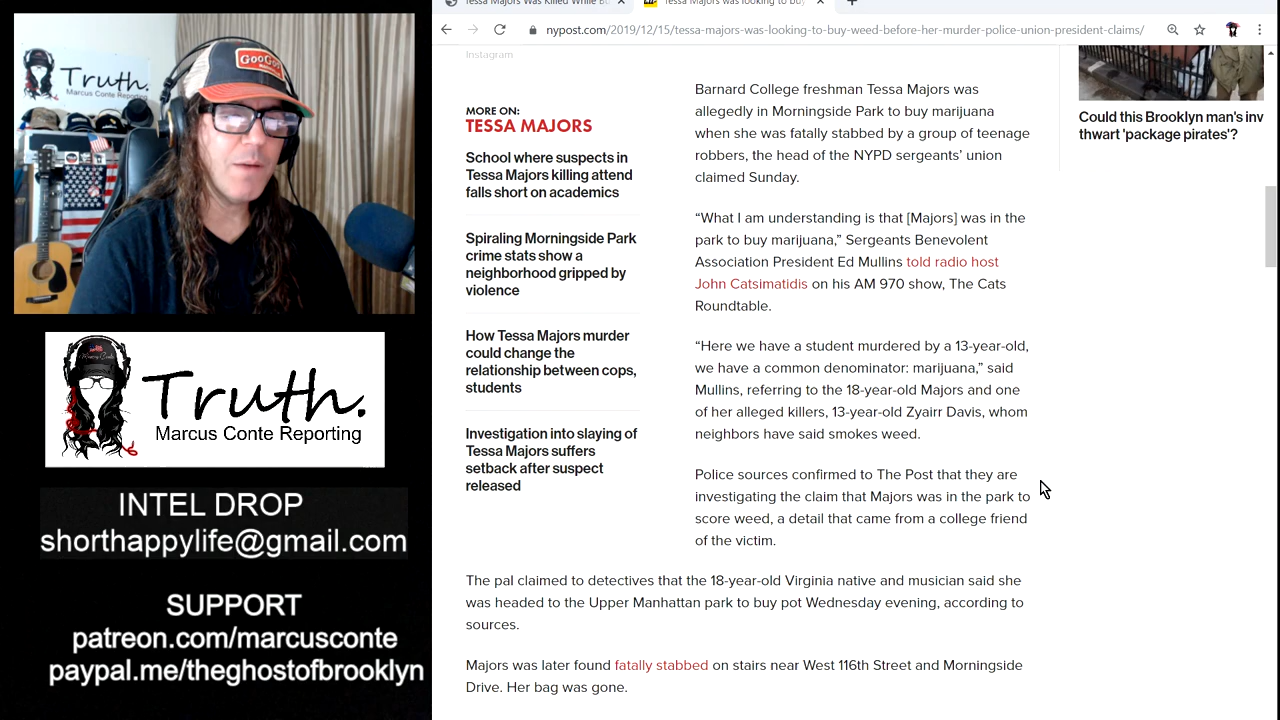 Tessa Majors Was Killed While Bu
Tessa Majors was looking to buy
nypost.com/2019/12/15/tessa-majors-was-looking-to-buy-weed-before-her-murder-police-union-president-claims/
GooGoo
Truth.
Marcus Conte Reporting
Truth.
Marcus Conte Reporting
INTEL DROP
shorthappylife@gmail.com
SUPPORT
patreon.com/marcusconte
paypal.me/theghostofbrooklyn
Instagram
MORE ON:
TESSA MAJORS
School where suspects in
Tessa Majors killing attend
falls short on academics
Spiraling Morningside Park
crime stats show a
neighborhood gripped by
violence
How Tessa Majors murder
could change the
relationship between cops,
students
Investigation into slaying of
Tessa Majors suffers
setback after suspect
released
Barnard College freshman Tessa Majors was
allegedly in Morningside Park to buy marijuana
when she was fatally stabbed by a group of teenage
robbers, the head of the NYPD sergeants’ union
claimed Sunday.
“What I am understanding is that [Majors] was in the
park to buy marijuana,” Sergeants Benevolent
Association President Ed Mullins told radio host
John Catsimatidis on his AM 970 show, The Cats
Roundtable.
“Here we have a student murdered by a 13-year-old,
we have a common denominator: marijuana,” said
Mullins, referring to the 18-year-old Majors and one
of her alleged killers, 13-year-old Zyairr Davis, whom
neighbors have said smokes weed.
Police sources confirmed to The Post that they are
investigating the claim that Majors was in the park to
score weed, a detail that came from a college friend
of the victim.
The pal claimed to detectives that the 18-year-old Virginia native and musician said she
was headed to the Upper Manhattan park to buy pot Wednesday evening, according to
sources.
Majors was later found fatally stabbed on stairs near West 116th Street and Morningside
Drive. Her bag was gone.
Could this Brooklyn man's inv
thwart 'package pirates'?